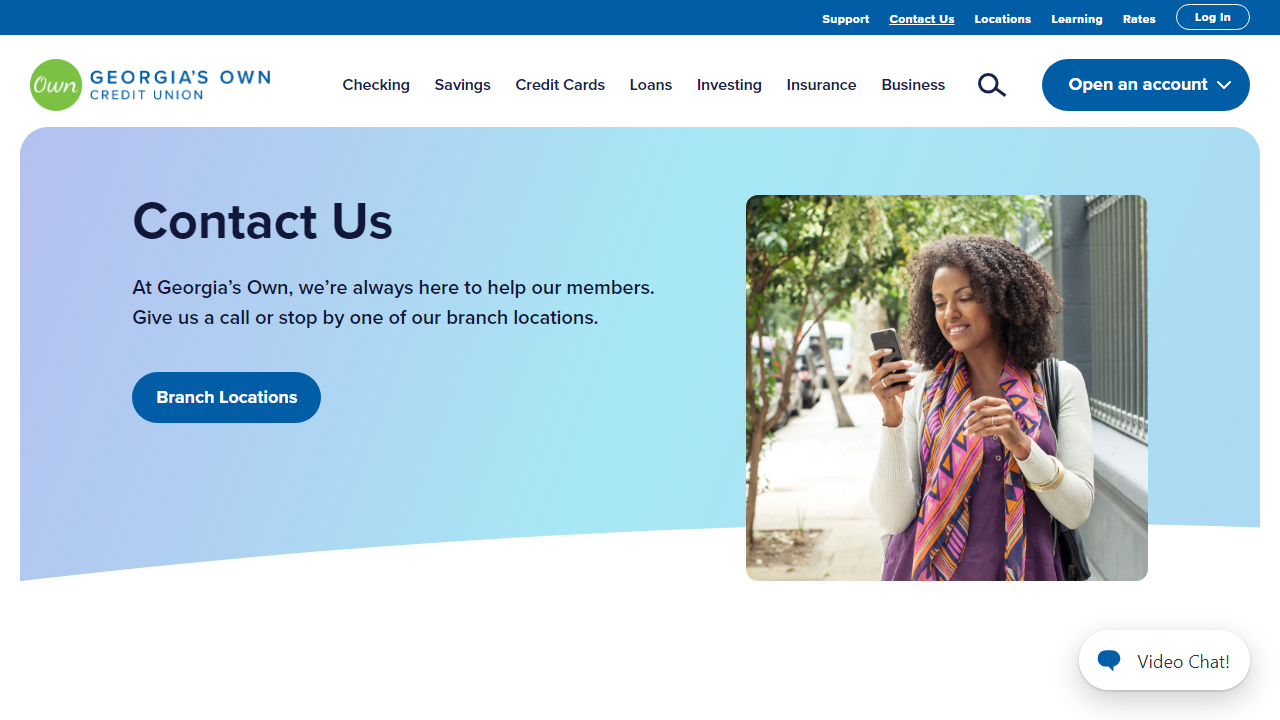 Support Contact Us Locations Learning Rates Log In
Own GEORGIA'S OWN
CREDIT UNION
Checking Savings Credit Cards Loans Investing Insurance Business Open an account
Contact Us
At Georgia’s Own, we’re always here to help our members.
Give us a call or stop by one of our branch locations.
Branch Locations
Video Chat!